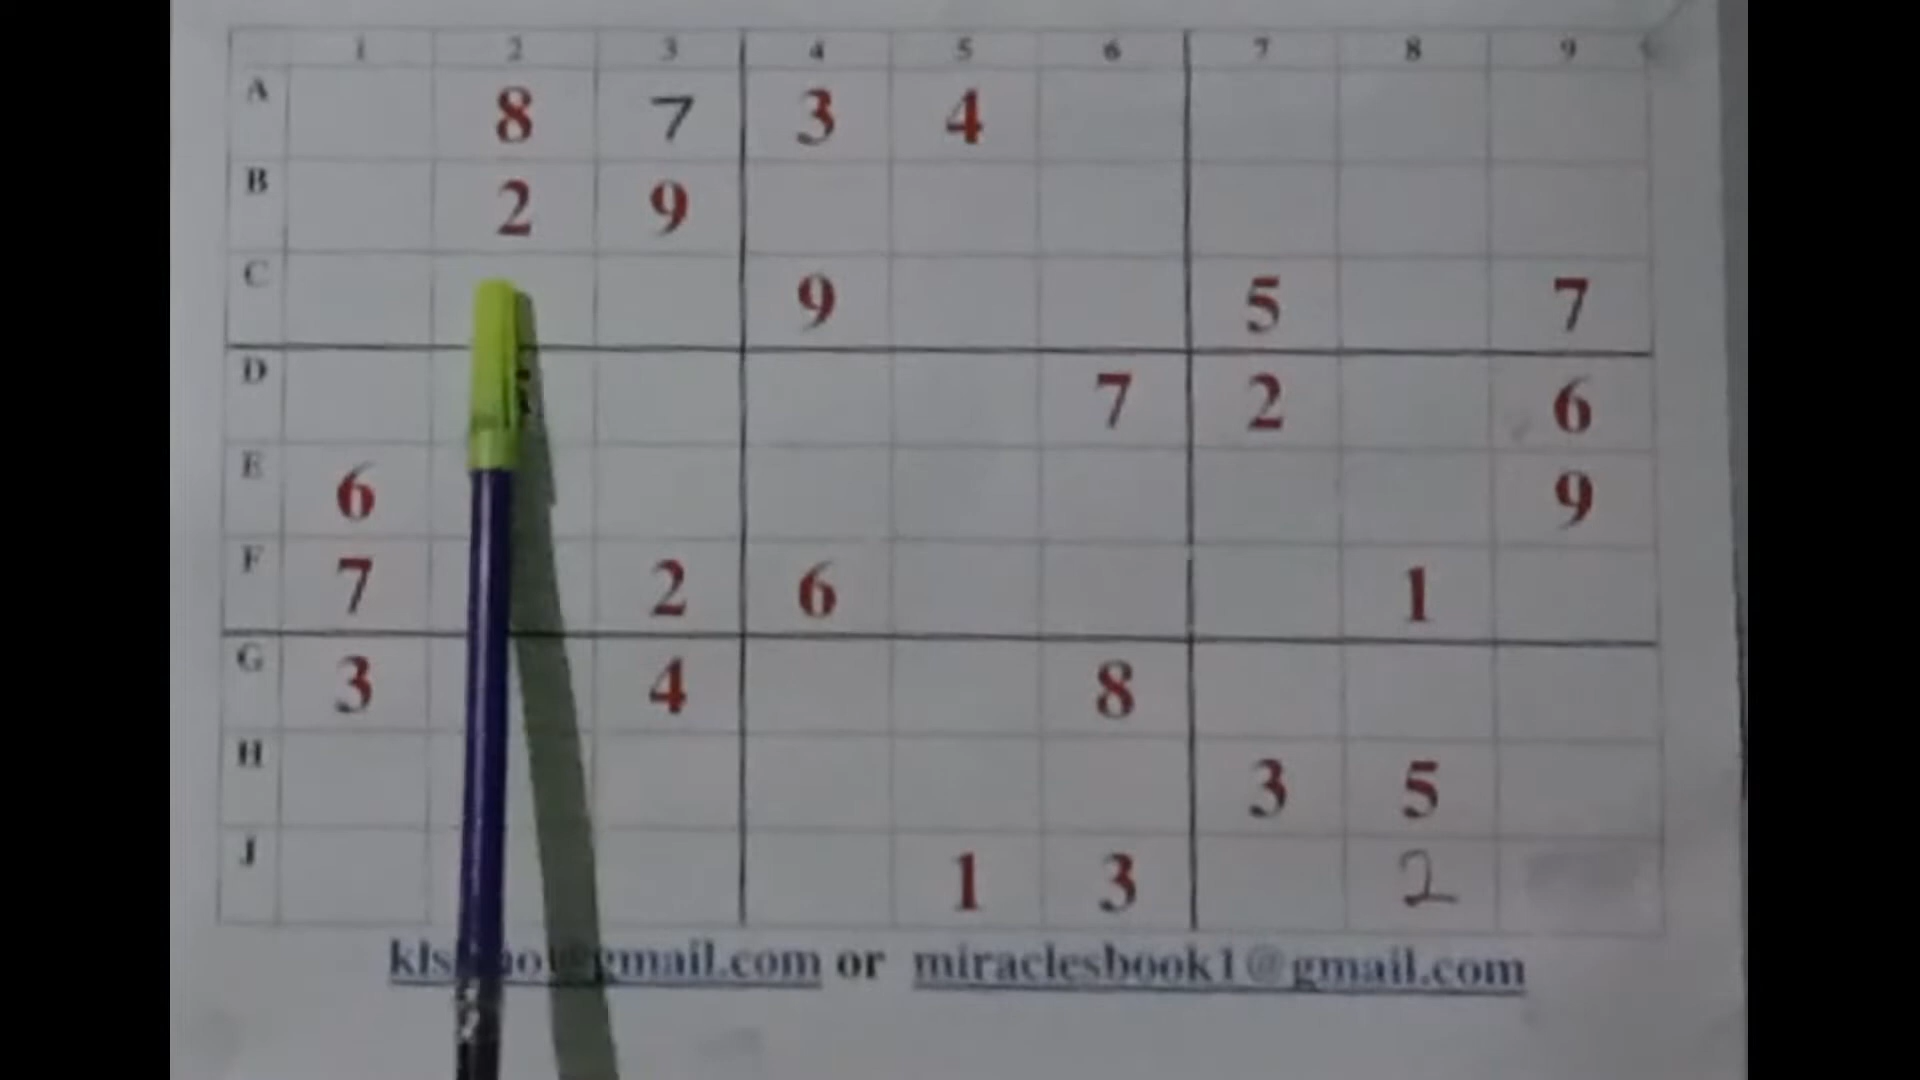 1 2 3 4 5 6 7 8 9
A 8 7 3 4
B 2 9
C 9 5 7
D 7 2 6
E 6 9
F 7 2 6 1
G 3 4 8
H 3 5
J 1 3 2
or miraclesbook1@gmail.com